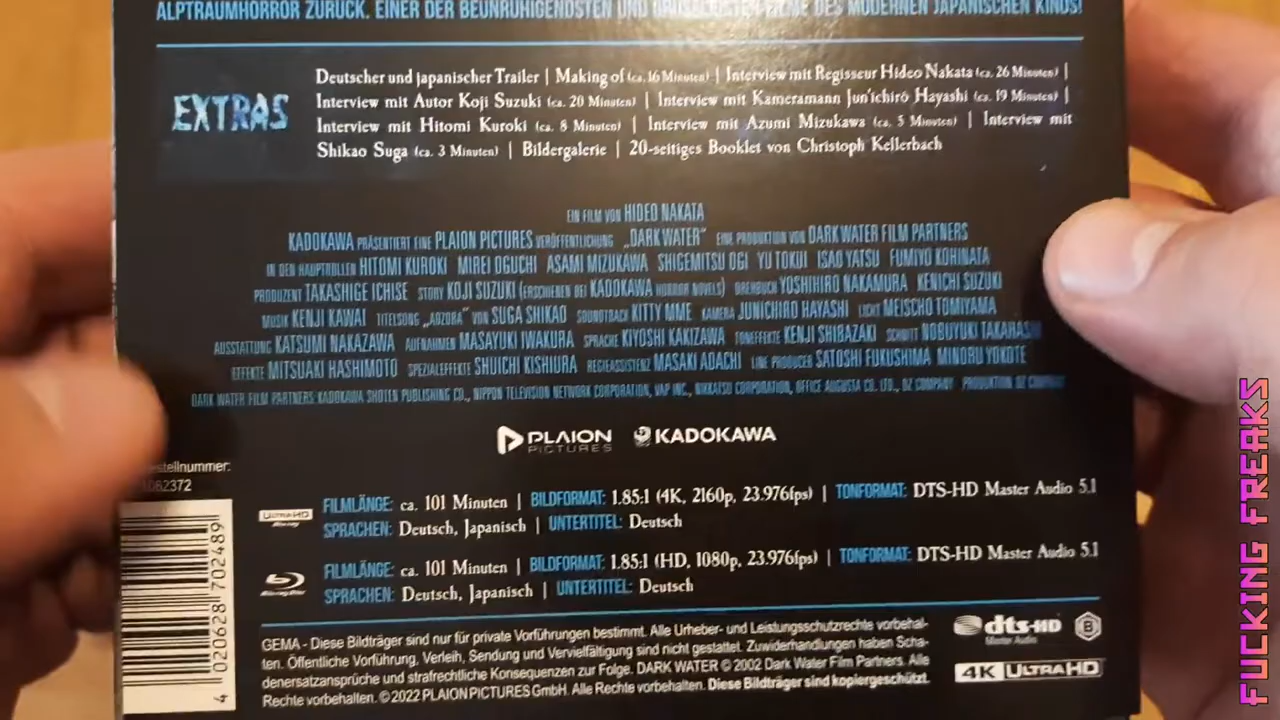 ALPTRAUMHORROR ZURÜCK. EINER DER BEUNRUHIGENDSTEN UND GRUSELIGSTEN FILME DES MODERNEN JAPANISCHEN KINOS!
EXTRAS
Deutscher und japanischer Trailer | Making of (ca. 16 Minuten) | Interview mit Regisseur Hideo Nakata (ca. 26 Minuten) |
Interview mit Autor Koji Suzuki (ca. 20 Minuten) | Interview mit Kameramann Jun'ichirô Hayashi (ca. 19 Minuten) |
Interview mit Hitomi Kuroki (ca. 8 Minuten) | Interview mit Azumi Mizukawa (ca. 5 Minuten) | Interview mit
Shikao Suga (ca. 3 Minuten) | Bildergalerie | 20-seitiges Booklet von Christoph Kellerbach
EIN FILM VON HIDEO NAKATA
KADOKAWA PRÄSENTIERT EINE PLAION PICTURES VERÖFFENTLICHUNG „DARK WATER“ EINE PRODUKTION VON DARK WATER FILM PARTNERS
IN DEN HAUPTROLLEN HITOMI KUROKI MIREI OGUCHI ASAMI MIZUKAWA SHIGEMITSU OGI YU TOKUI ISAO YATSU FUMIYO KOHINATA
PRODUZENT TAKASHIGE ICHISE STORY KOJI SUZUKI (ERSCHIENEN BEI KADOKAWA HORROR NOVELS) DREHBUCH YOSHIHIRO NAKAMURA KENICHI SUZUKI
MUSIK KENJI KAWAI TITELSONG „AOZORA“ VON SUGA SHIKAO SOUNDTRACK KITTY MME KAMERA JUNICHIRO HAYASHI LICHT MEISCHO TOMIYAMA
AUSSTATTUNG KATSUMI NAKAZAWA AUFNAHMEN MASAYUKI IWAKURA SPRACHE KIYOSHI KAKIZAWA TONEFFEKTE KENJI SHIBAZAKI SCHNITT NOBUYUKI TAKAHASHI
EFFEKTE MITSUAKI HASHIMOTO SPEZIALEFFEKTE SHUICHI KISHIURA REGIEASSISTENZ MASAKI ADACHI LINE PRODUCER SATOSHI FUKUSHIMA MINORU YOKOTE
DARK WATER FILM PARTNERS: KADOKAWA SHOTEN PUBLISHING CO., NIPPON TELEVISION NETWORK CORPORATION, VAP INC., NIKKATSU CORPORATION, OFFICE AUGUSTA CO. LTD., OZ COMPANY PRODUKTION OZ COMPANY
PLAION PICTURES KADOKAWA
estellnummer:
1062372
4 020628 702489
ULTRA HD Blu-ray
FILMLÄNGE: ca. 101 Minuten | BILDFORMAT: 1.85:1 (4K, 2160p, 23.976fps) | TONFORMAT: DTS-HD Master Audio 5.1
SPRACHEN: Deutsch, Japanisch | UNTERTITEL: Deutsch
Blu-ray Disc
FILMLÄNGE: ca. 101 Minuten | BILDFORMAT: 1.85:1 (HD, 1080p, 23.976fps) | TONFORMAT: DTS-HD Master Audio 5.1
SPRACHEN: Deutsch, Japanisch | UNTERTITEL: Deutsch
GEMA - Diese Bildträger sind nur für private Vorführungen bestimmt. Alle Urheber- und Leistungsschutzrechte vorbehal-
ten. Öffentliche Vorführung, Verleih, Sendung und Vervielfältigung sind nicht gestattet. Zuwiderhandlungen haben Scha-
denersatzansprüche und strafrechtliche Konsequenzen zur Folge. DARK WATER © 2002 Dark Water Film Partners. Alle
Rechte vorbehalten. © 2022 PLAION PICTURES GmbH. Alle Rechte vorbehalten. Diese Bildträger sind kopiergeschützt.
dts-HD Master Audio B
4K ULTRA HD
FUCKING FREAKS